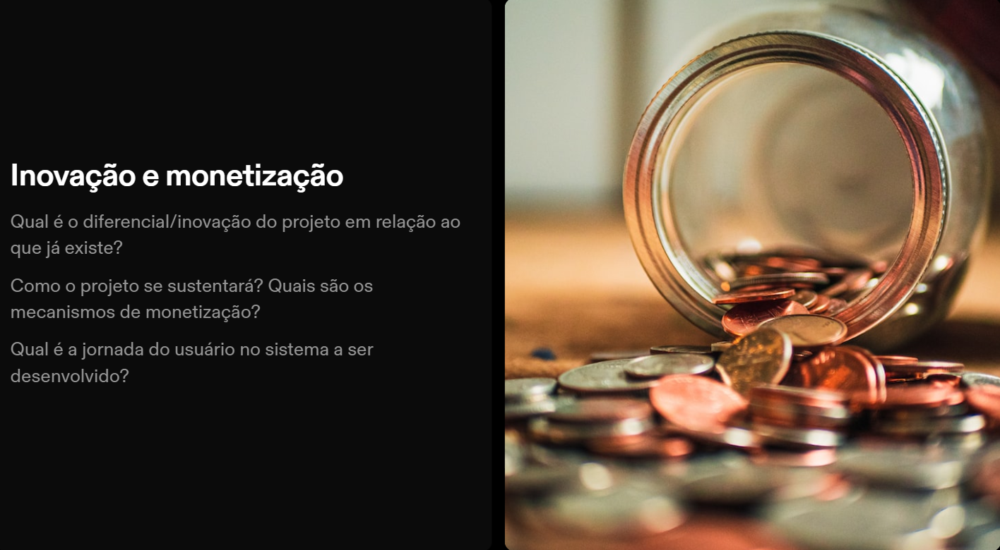 Inovação e monetização
Qual é o diferencial/inovação do projeto em relação ao
que já existe?
Como o projeto se sustentará? Quais são os
mecanismos de monetização?
Qual é a jornada do usuário no sistema a ser
desenvolvido?